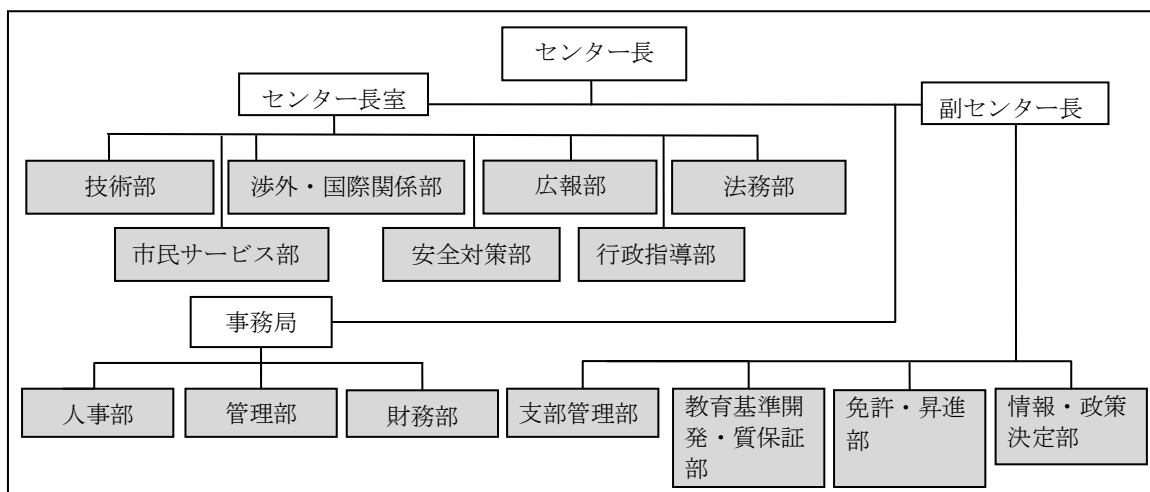 センター長
センター長室
副センター長
技術部
渉外・国際関係部
広報部
法務部
市民サービス部
安全対策部
行政指導部
事務局
人事部
管理部
財務部
支部管理部
教育基準開
発・質保証
部
免許・昇進
部
情報・政策
決定部